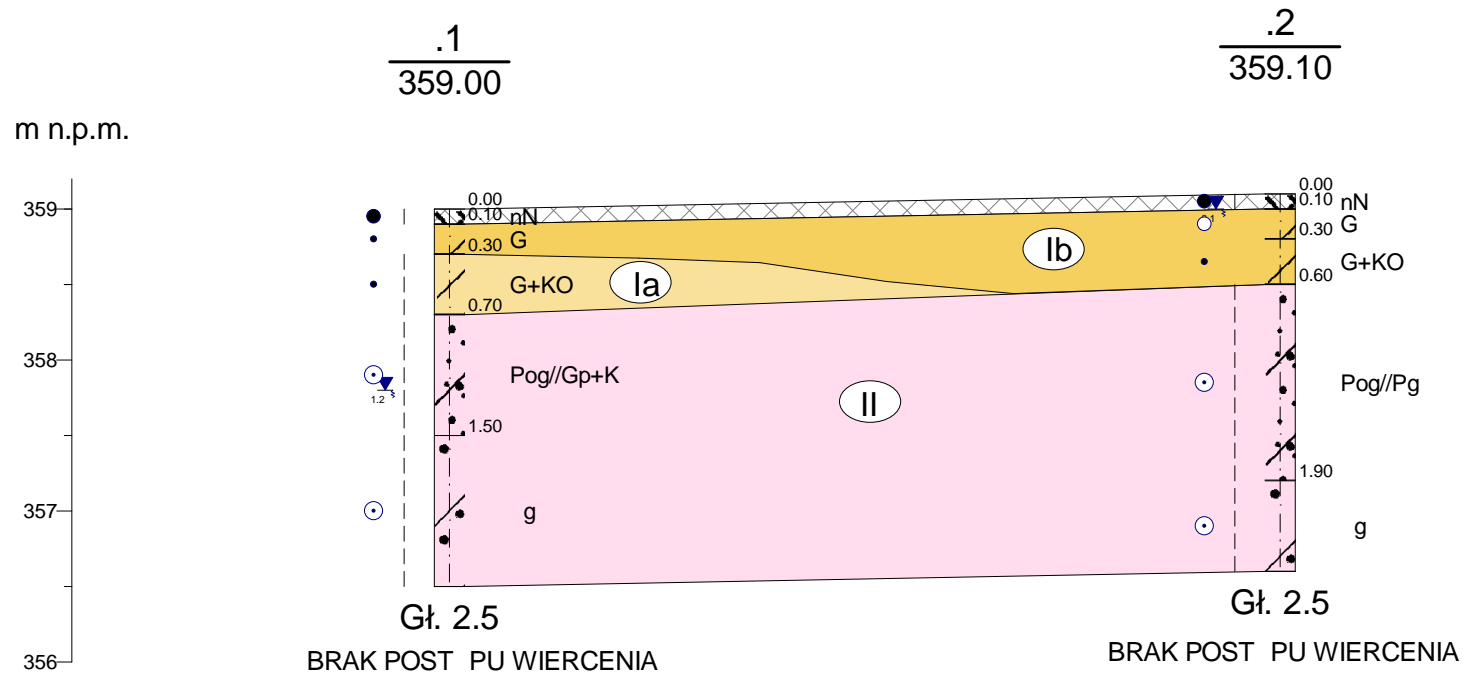 .1
359.00
.2
359.10
m n.p.m.
359
358
357
356
0.00
0.10 nN
0.30 G
G+KO
0.70
Pog//Gp+K
1.2
1.50
g
Ia
Ib
II
0.00
0.10 nN
0.30 G
G+KO
0.60
Pog//Pg
1.90
g
Gł. 2.5
BRAK POST PU WIERCENIA
Gł. 2.5
BRAK POST PU WIERCENIA